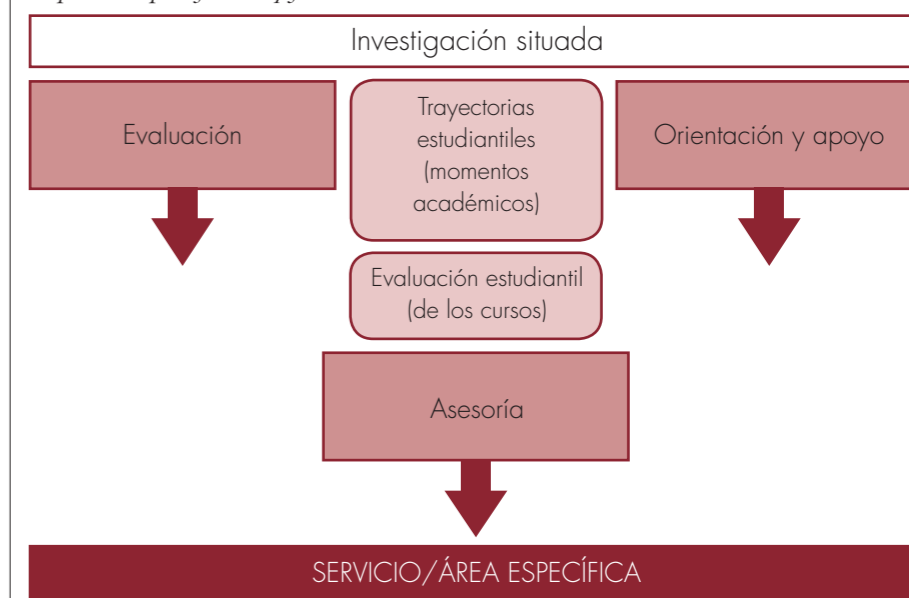 Investigación situada
Evaluación
Trayectorias
estudiantiles
(momentos
académicos)
Orientación y apoyo
Evaluación estudiantil
(de los cursos)
Asesoría
SERVICIO/ÁREA ESPECÍFICA